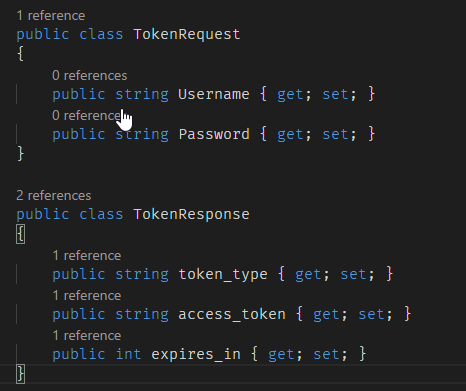 1 reference
public class TokenRequest
{
0 references
public string Username { get; set; }
0 references
public string Password { get; set; }
}
2 references
public class TokenResponse
{
1 reference
public string token_type { get; set; }
1 reference
public string access_token { get; set; }
1 reference
public int expires_in { get; set; }
}